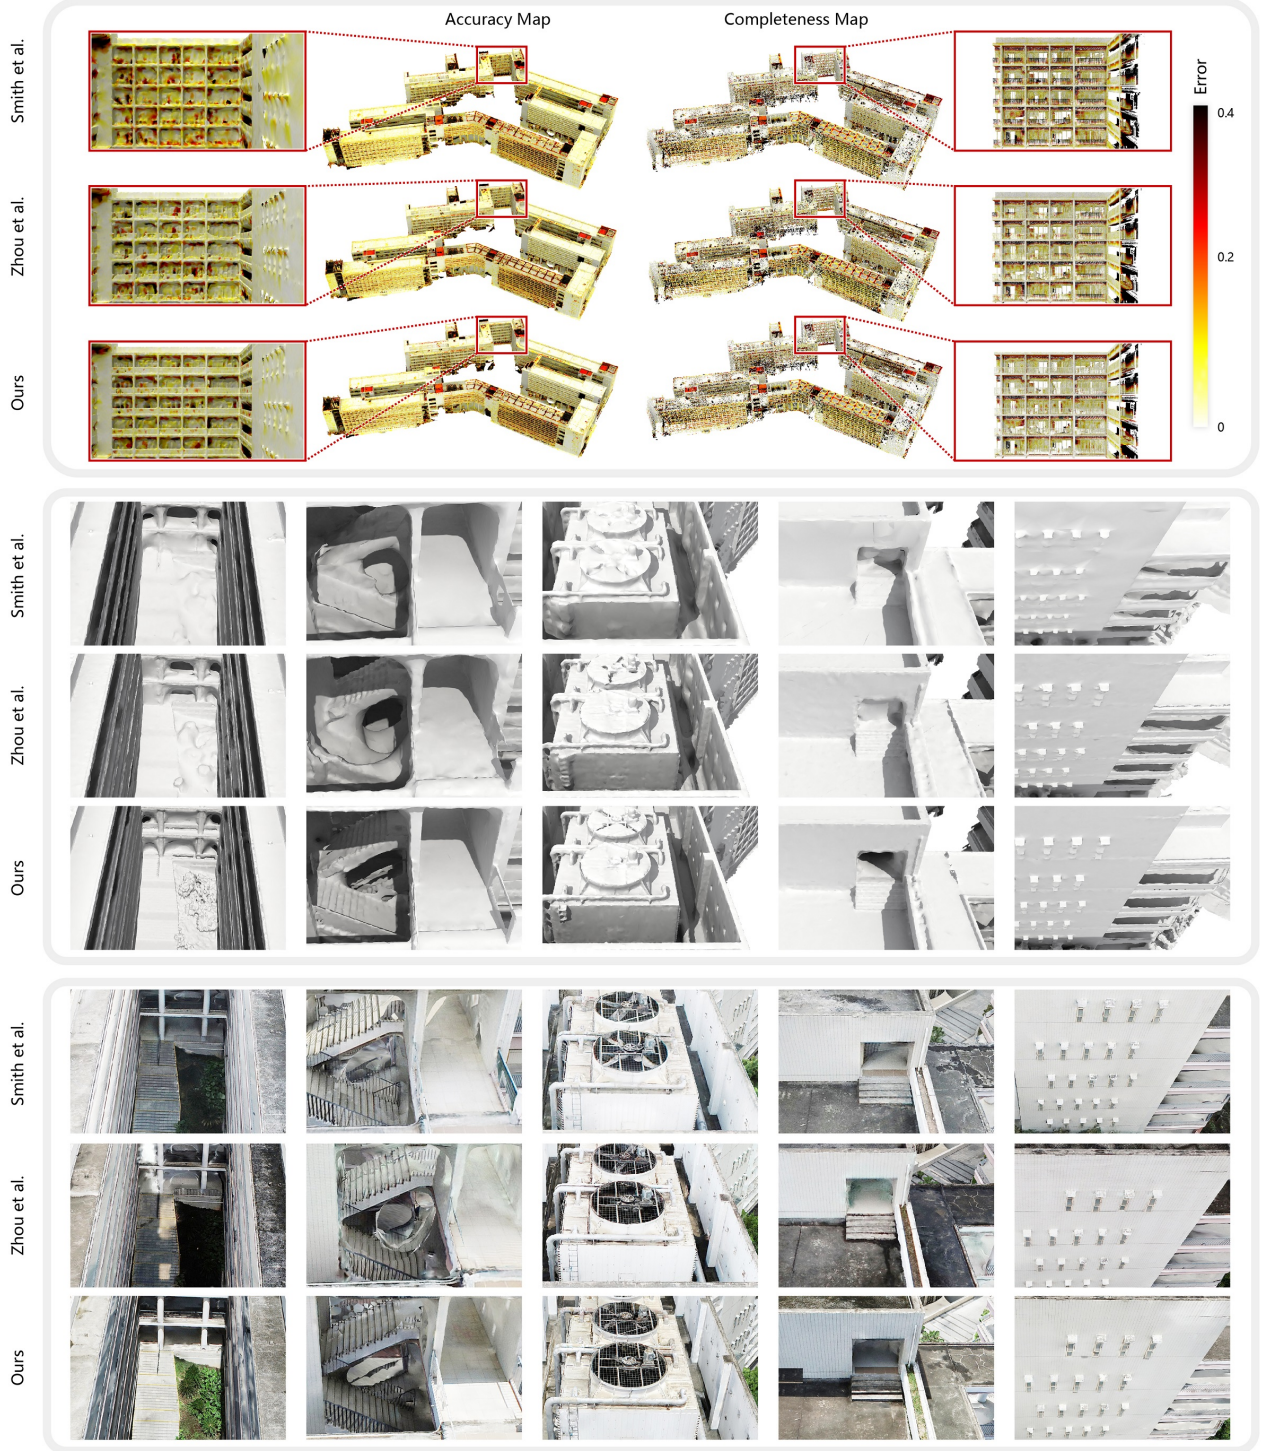 Accuracy Map
Completeness Map
Smith et al.
Zhou et al.
Ours
Error
0.4
0.2
0
Smith et al.
Zhou et al.
Ours
Smith et al.
Zhou et al.
Ours